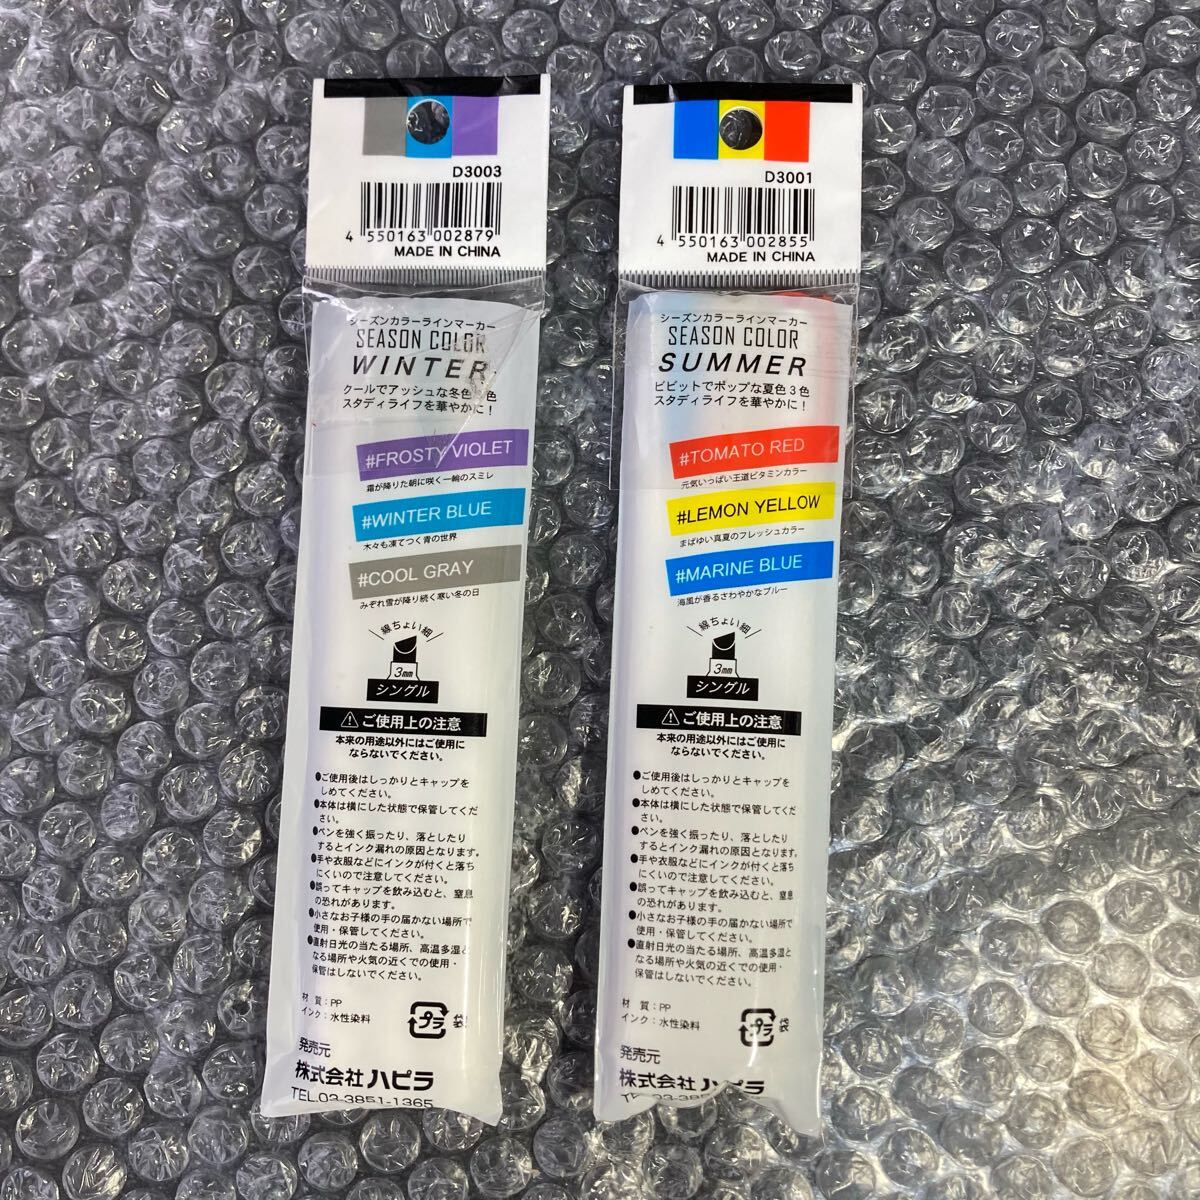 D3003
4 550163 002879
MADE IN CHINA
シーズンカラーラインマーカー
SEASON COLOR
WINTER
クールでアッシュな冬色 色
スタディライフを華やかに!
#FROSTY VIOLET
霜が降りた朝に咲く一輪のスミレ
#WINTER BLUE
木々も凍てつく青の世界
#COOL GRAY
みぞれ雪が降り続く寒い冬の日
線ちょい細
3mm
シングル
ご使用上の注意
本来の用途以外にはご使用に
ならないでください。
●ご使用後はしっかりとキャップを
しめてください。
●本体は横にした状態で保管してくだ
さい。
●ペンを強く振ったり、落としたり
するとインク漏れの原因となります。
●手や衣服などにインクが付くと落ち
にくいので注意してください。
●誤ってキャップを飲み込むと、窒息
の恐れがあります。
●小さなお子様の手の届かない場所で
使用・保管してください。
●直射日光の当たる場所、高温多湿と
なる場所や火気の近くでの使用・
保管はしないでください。
材質:PP
インク:水性染料
プラ
袋
発売元
株式会社ハピラ
TEL.03-3851-1365
D3001
4 550163 002855
MADE IN CHINA
シーズンカラーラインマーカー
SEASON COLOR
SUMMER
ビビットでポップな夏色3色
スタディライフを華やかに!
#TOMATO RED
元気いっぱい王道ビタミンカラー
#LEMON YELLOW
まばゆい真夏のフレッシュカラー
#MARINE BLUE
海風が香るさわやかなブルー
線ちょい細
3mm
シングル
ご使用上の注意
本来の用途以外にはご使用に
ならないでください。
●ご使用後はしっかりとキャップを
しめてください。
●本体は横にした状態で保管してくだ
さい。
●ペンを強く振ったり、落としたり
するとインク漏れの原因となります。
●手や衣服などにインクが付くと落ち
にくいので注意してください。
●誤ってキャップを飲み込むと、窒息
の恐れがあります。
●小さなお子様の手の届かない場所で
使用・保管してください。
●直射日光の当たる場所、高温多湿と
なる場所や火気の近くでの使用・
保管はしないでください。
材質:PP
インク:水性染料
プラ
袋
発売元
株式会社ハピラ